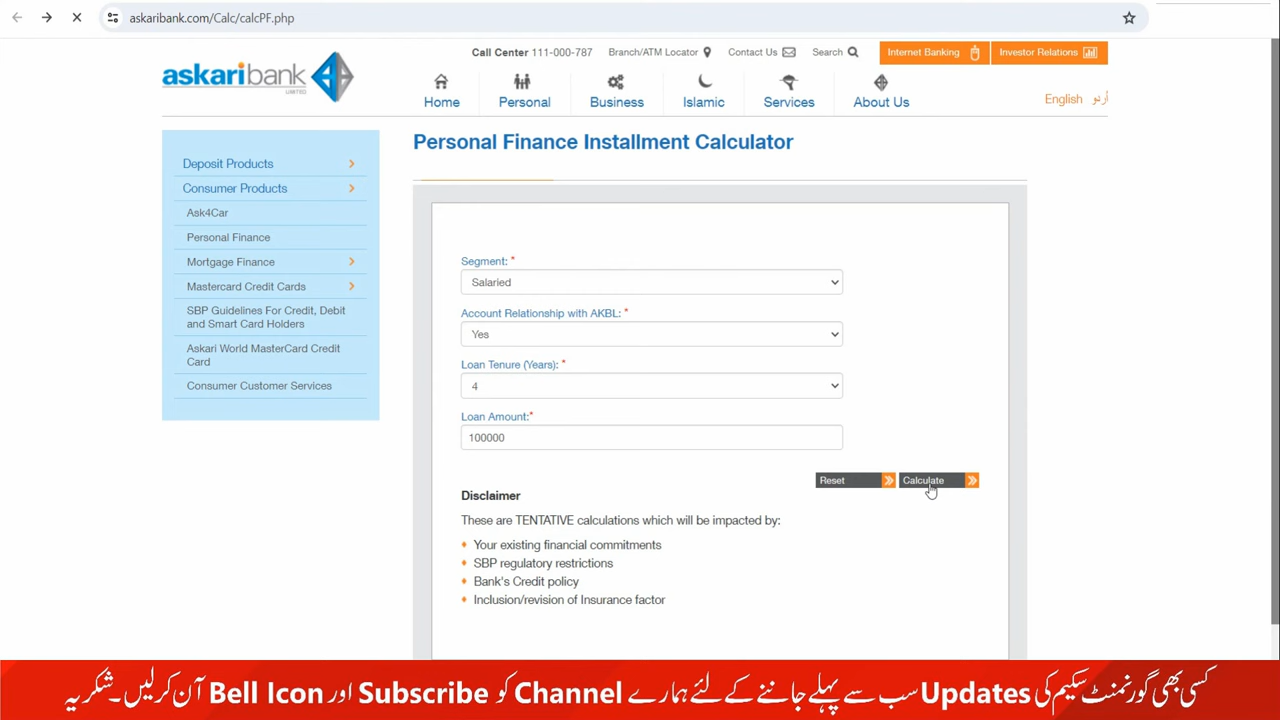 askaribank.com/Calc/calcPF.php
Call Center 111-000-787 Branch/ATM Locator Contact Us Search Internet Banking Investor Relations
askaribank
LIMITED
Home Personal Business Islamic Services About Us
English اُردو
Personal Finance Installment Calculator
Deposit Products
Consumer Products
Ask4Car
Personal Finance
Mortgage Finance
Mastercard Credit Cards
SBP Guidelines For Credit, Debit
and Smart Card Holders
Askari World MasterCard Credit
Card
Consumer Customer Services
Segment: *
Salaried
Account Relationship with AKBL: *
Yes
Loan Tenure (Years): *
4
Loan Amount:*
100000
Reset Calculate
Disclaimer
These are TENTATIVE calculations which will be impacted by:
Your existing financial commitments
SBP regulatory restrictions
Bank's Credit policy
Inclusion/revision of Insurance factor
کسی بھی گورنمنٹ سکیم کی Updates سب سے پہلے جاننے کے لئے ہمارے Channel کو Subscribe اور Bell Icon آن کرلیں۔ شکریہ